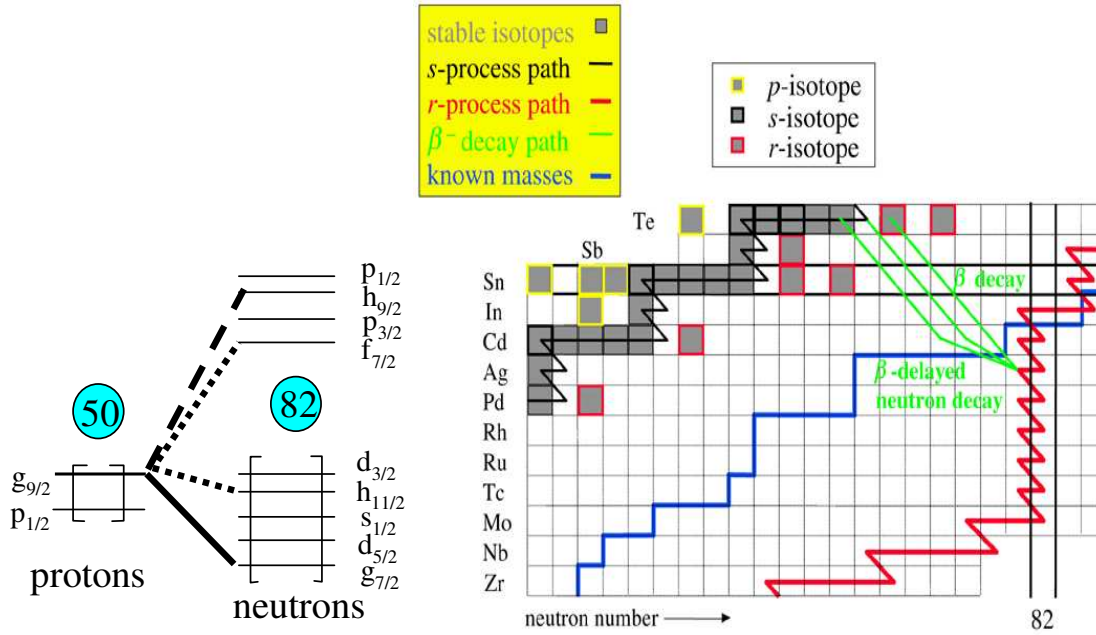 stable isotopes
s-process path
r-process path
β⁻ decay path
known masses
p-isotope
s-isotope
r-isotope
Te
Sb
Sn
In
Cd
Ag
Pd
Rh
Ru
Tc
Mo
Nb
Zr
β decay
β-delayed
neutron decay
neutron number
82
p1/2
h9/2
p3/2
f7/2
50
82
g9/2
p1/2
d3/2
h11/2
s1/2
d5/2
g7/2
protons
neutrons